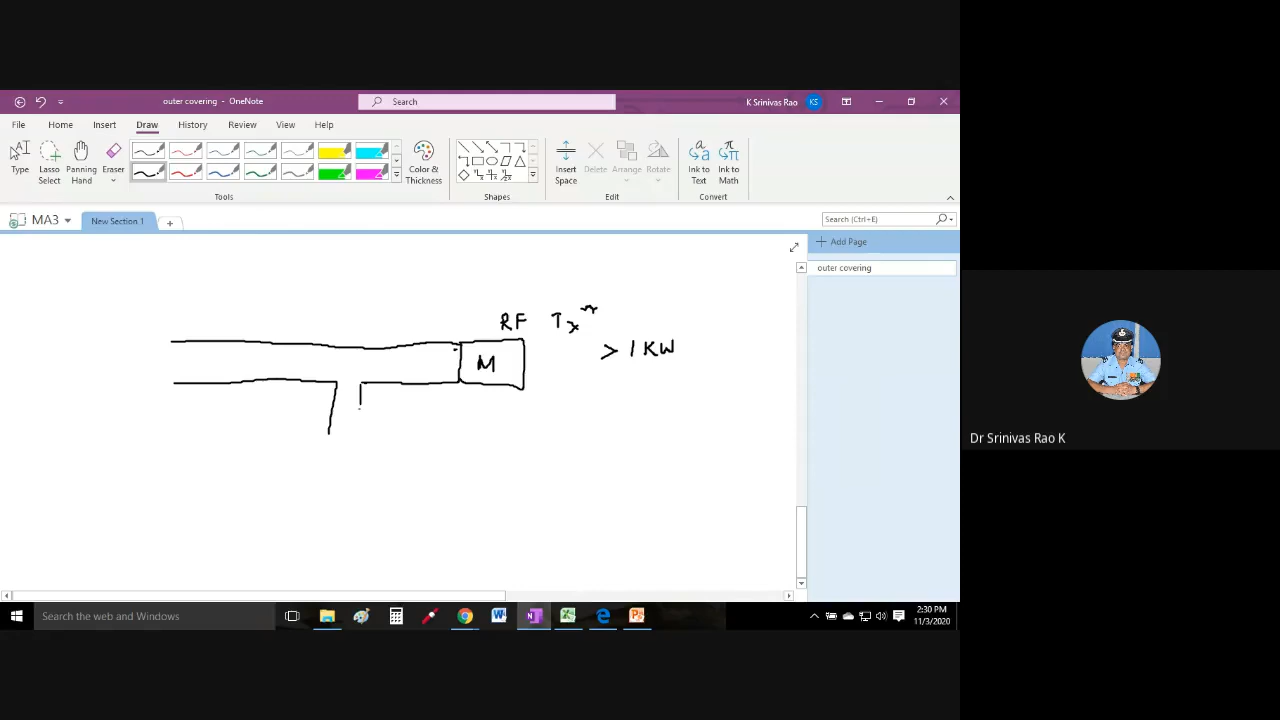 outer covering - OneNote
Search
K Srinivas Rao
KS
File Home Insert Draw History Review View Help
Type
Lasso Select
Panning Hand
Eraser
Color & Thickness
Insert Space
Delete
Arrange
Rotate
Ink to Text
Ink to Math
Tools
Shapes
Edit
Convert
MA3
New Section 1
Search (Ctrl+E)
Add Page
outer covering
RF Tx
> 1 KW
M
Dr Srinivas Rao K
Search the web and Windows
2:30 PM
11/3/2020